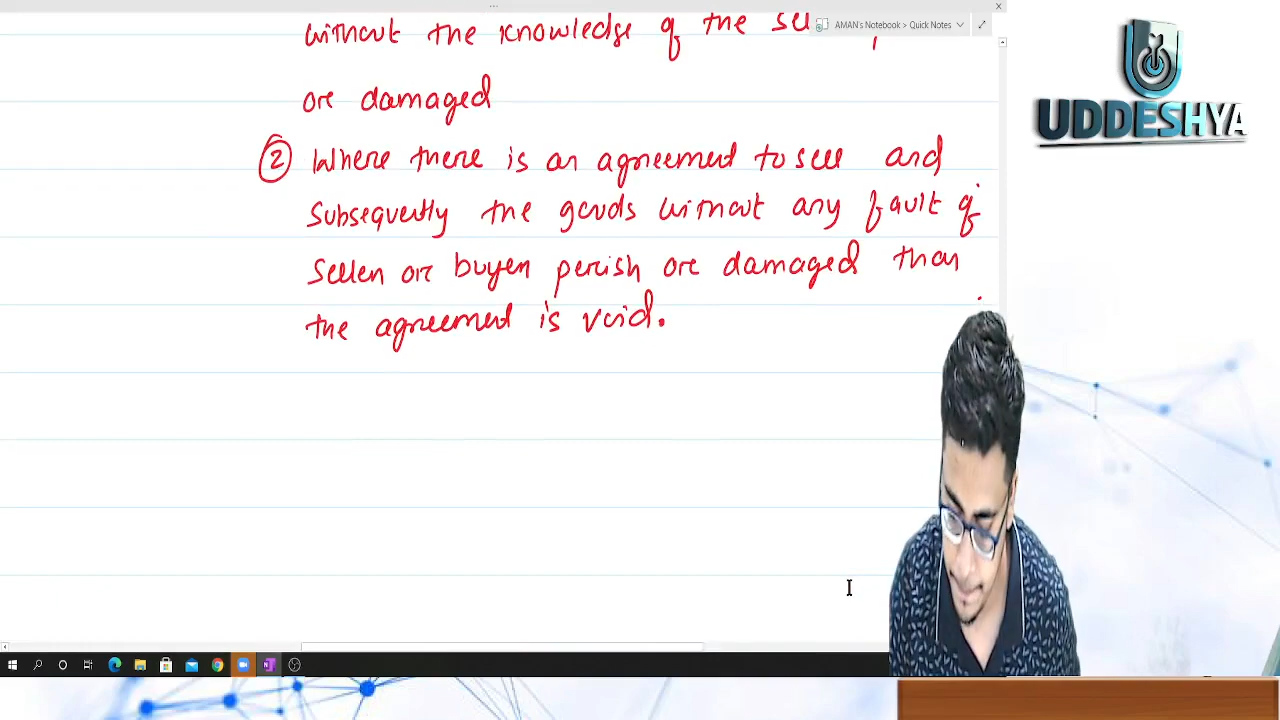 AMAN's Notebook > Quick Notes
without the knowledge of the
or damaged
② Where there is an agreement to sell and
Subsequently the goods without any fault of
seller or buyer perish or damaged than
the agreement is void.
UDDESHYA